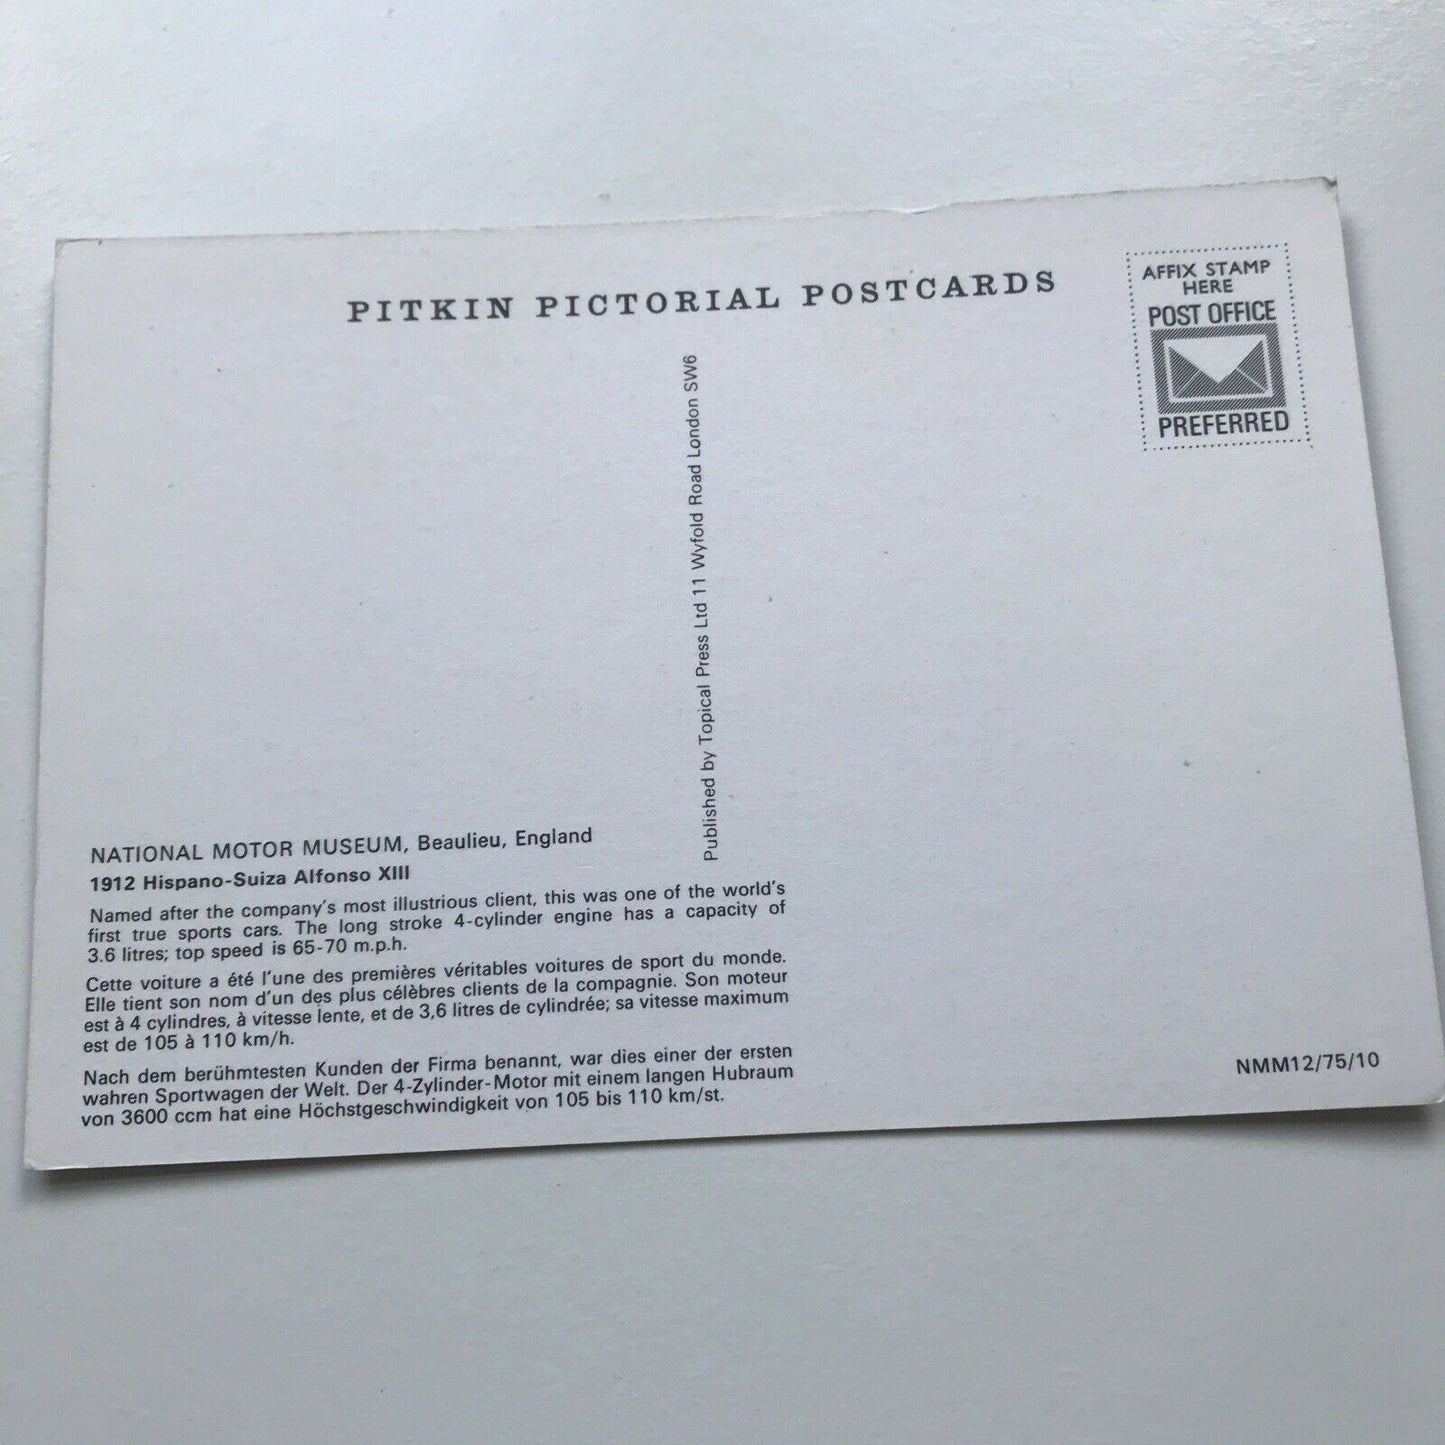 PITKIN PICTORIAL POSTCARDS
AFFIX STAMP
HERE
POST OFFICE
PREFERRED
Published by Topical Press Ltd 11 Wyfold Road London SW6
NATIONAL MOTOR MUSEUM, Beaulieu, England
1912 Hispano-Suiza Alfonso XIII
Named after the company's most illustrious client, this was one of the world's
first true sports cars. The long stroke 4-cylinder engine has a capacity of
3.6 litres; top speed is 65-70 m.p.h.
Cette voiture a été l'une des premières véritables voitures de sport du monde.
Elle tient son nom d'un des plus célèbres clients de la compagnie. Son moteur
est à 4 cylindres, à vitesse lente, et de 3,6 litres de cylindrée; sa vitesse maximum
est de 105 à 110 km/h.
Nach dem berühmtesten Kunden der Firma benannt, war dies einer der ersten
wahren Sportwagen der Welt. Der 4-Zylinder-Motor mit einem langen Hubraum
von 3600 ccm hat eine Höchstgeschwindigkeit von 105 bis 110 km/st.
NMM12/75/10